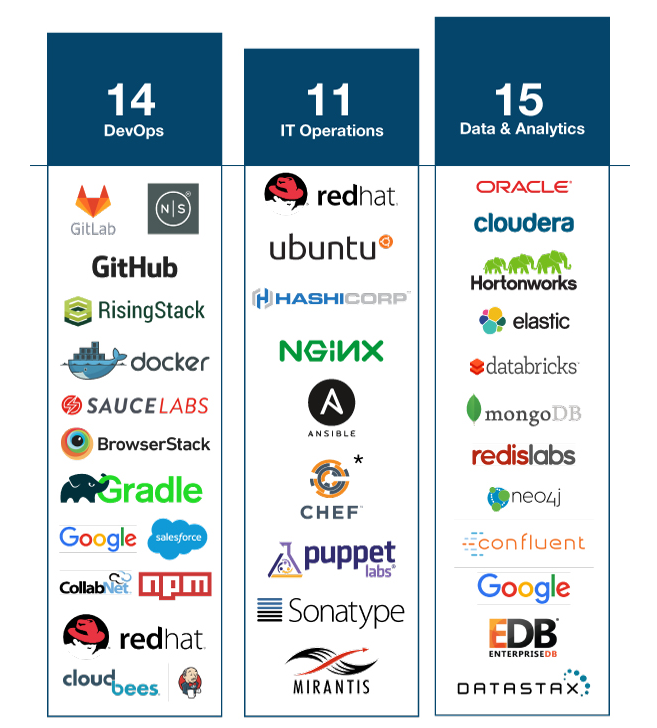 14
DevOps
GitLab
N|S
GitHub
RisingStack
docker
SAUCELABS
BrowserStack
Gradle
Google
salesforce
CollabNet
npm
redhat.
cloudbees.
11
IT Operations
redhat.
ubuntu
HASHICORP™
NGiNX
ANSIBLE
*
CHEF™
puppet
labs®
Sonatype
MIRANTIS
15
Data & Analytics
ORACLE®
cloudera
Hortonworks
elastic
databricks
mongoDB
redislabs
neo4j
confluent
Google
EDB
ENTERPRISEDB
DATASTAX